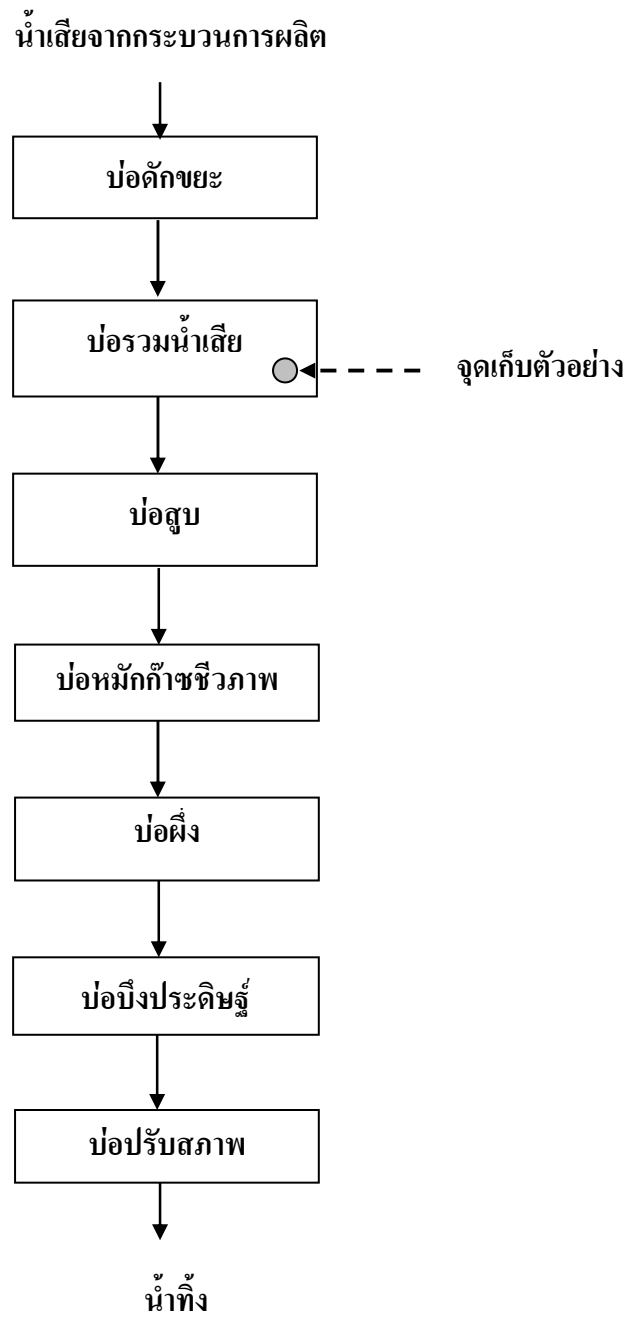 น้ำเสียจากกระบวนการผลิต
บ่อดักขยะ
บ่อรวมน้ำเสีย
จุดเก็บตัวอย่าง
บ่อสูบ
บ่อหมักก๊าซชีวภาพ
บ่อผึ่ง
บ่อบึงประดิษฐ์
บ่อปรับสภาพ
น้ำทิ้ง